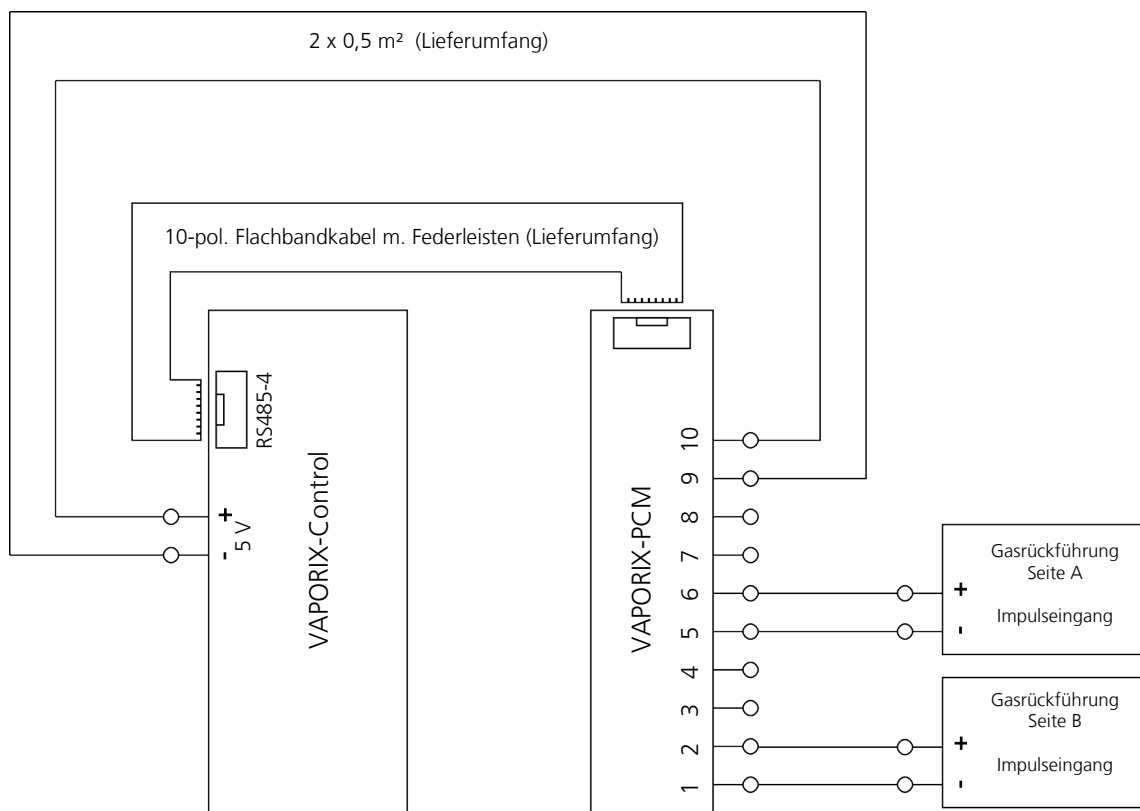 2 x 0,5 m² (Lieferumfang)
10-pol. Flachbandkabel m. Federleisten (Lieferumfang)
RS485-4
VAPORIX-Control
+
5 V
-
VAPORIX-PCM
10
9
8
7
6
5
4
3
2
1
Gasrückführung
Seite A
+
Impulseingang
-
Gasrückführung
Seite B
+
Impulseingang
-